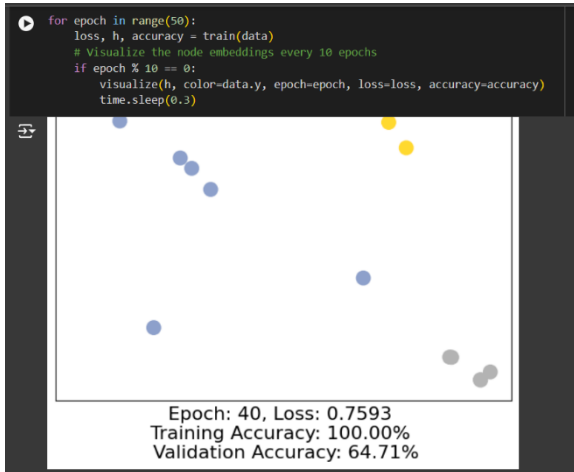 for epoch in range(50):
    loss, h, accuracy = train(data)
    # Visualize the node embeddings every 10 epochs
    if epoch % 10 == 0:
        visualize(h, color=data.y, epoch=epoch, loss=loss, accuracy=accuracy)
        time.sleep(0.3)
Epoch: 40, Loss: 0.7593
Training Accuracy: 100.00%
Validation Accuracy: 64.71%